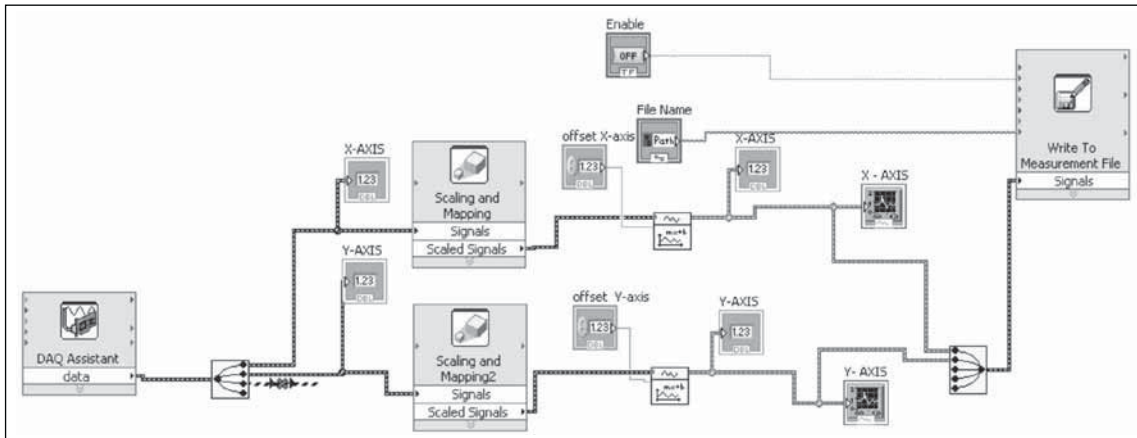 Enable
OFF
TF
File Name
Path
Write To
Measurement File
Signals
X-AXIS
1.23
DBL
Scaling and
Mapping
Signals
Scaled Signals
offset X-axis
1.23
DBL
X-AXIS
1.23
DBL
X - AXIS
Y-AXIS
1.23
DBL
DAQ Assistant
data
Scaling and
Mapping2
Signals
Scaled Signals
offset Y-axis
1.23
DBL
Y-AXIS
1.23
DBL
Y- AXIS
mx+b
mx+b